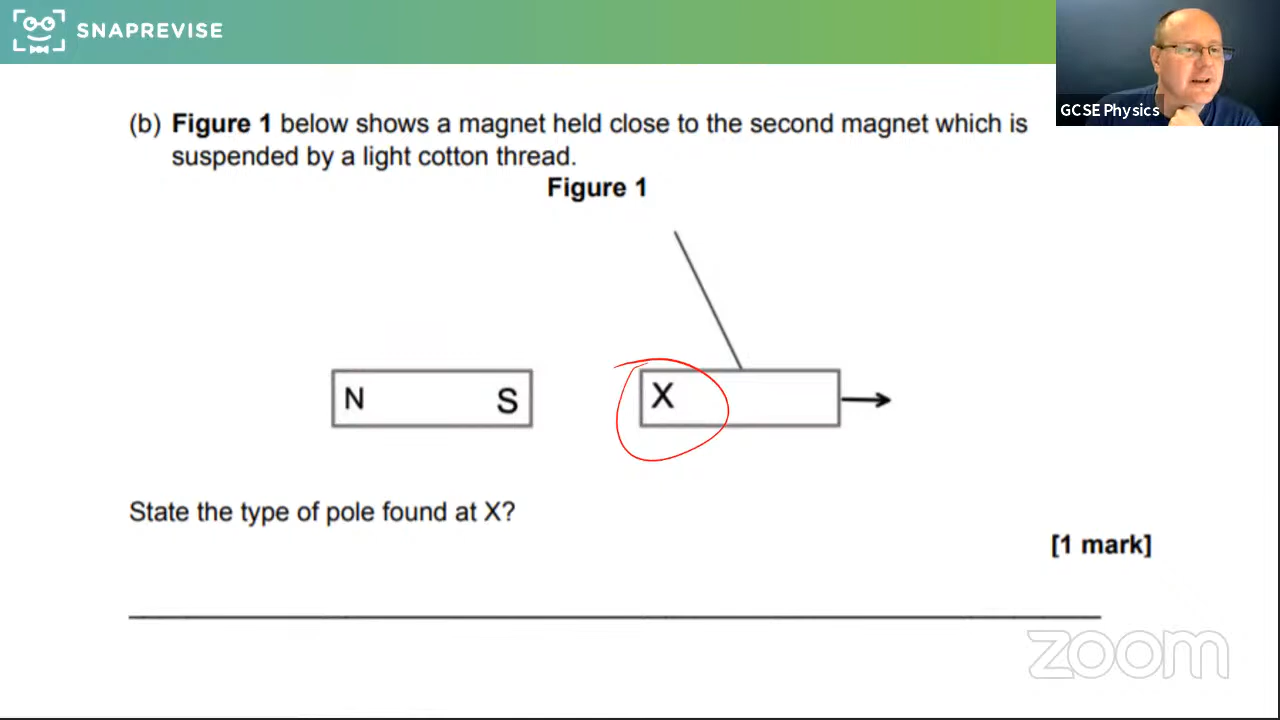 SNAPREVISE
GCSE Physics
(b) Figure 1 below shows a magnet held close to the second magnet which is
suspended by a light cotton thread.
Figure 1
N S X
State the type of pole found at X?
[1 mark]
zoom